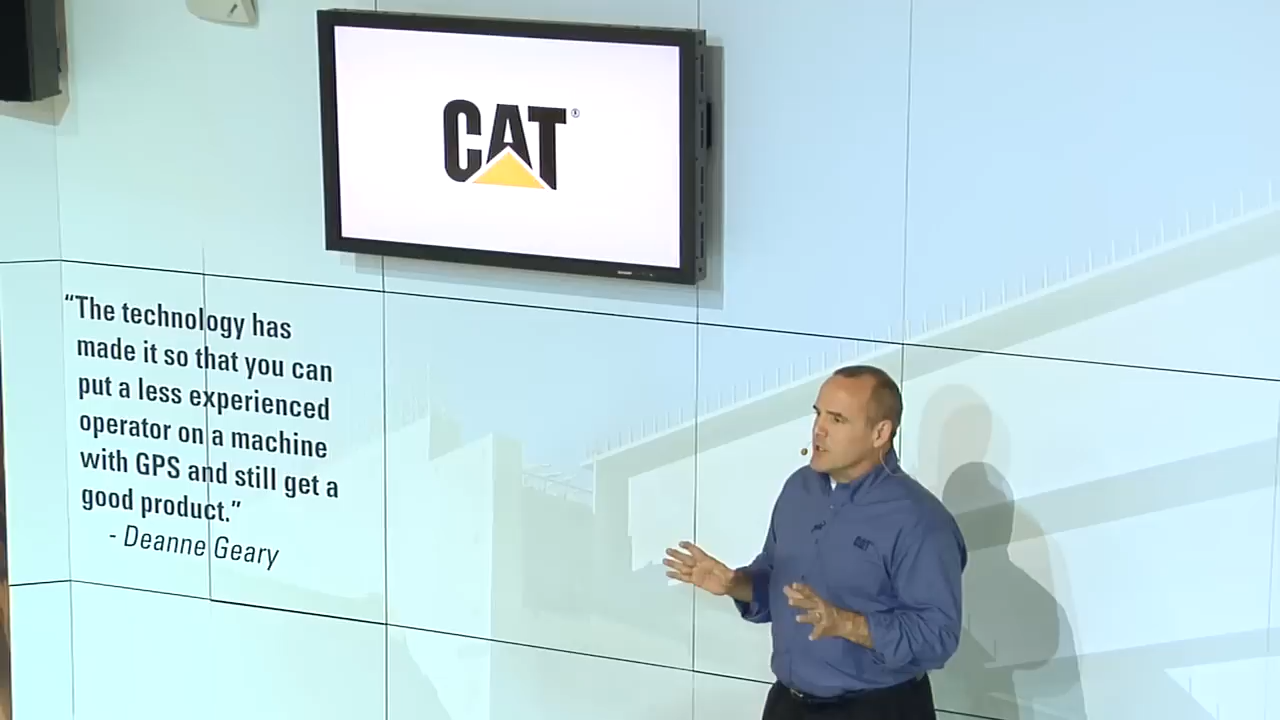 CAT®
“The technology has
made it so that you can
put a less experienced
operator on a machine
with GPS and still get a
good product.”
- Deanne Geary
CAT